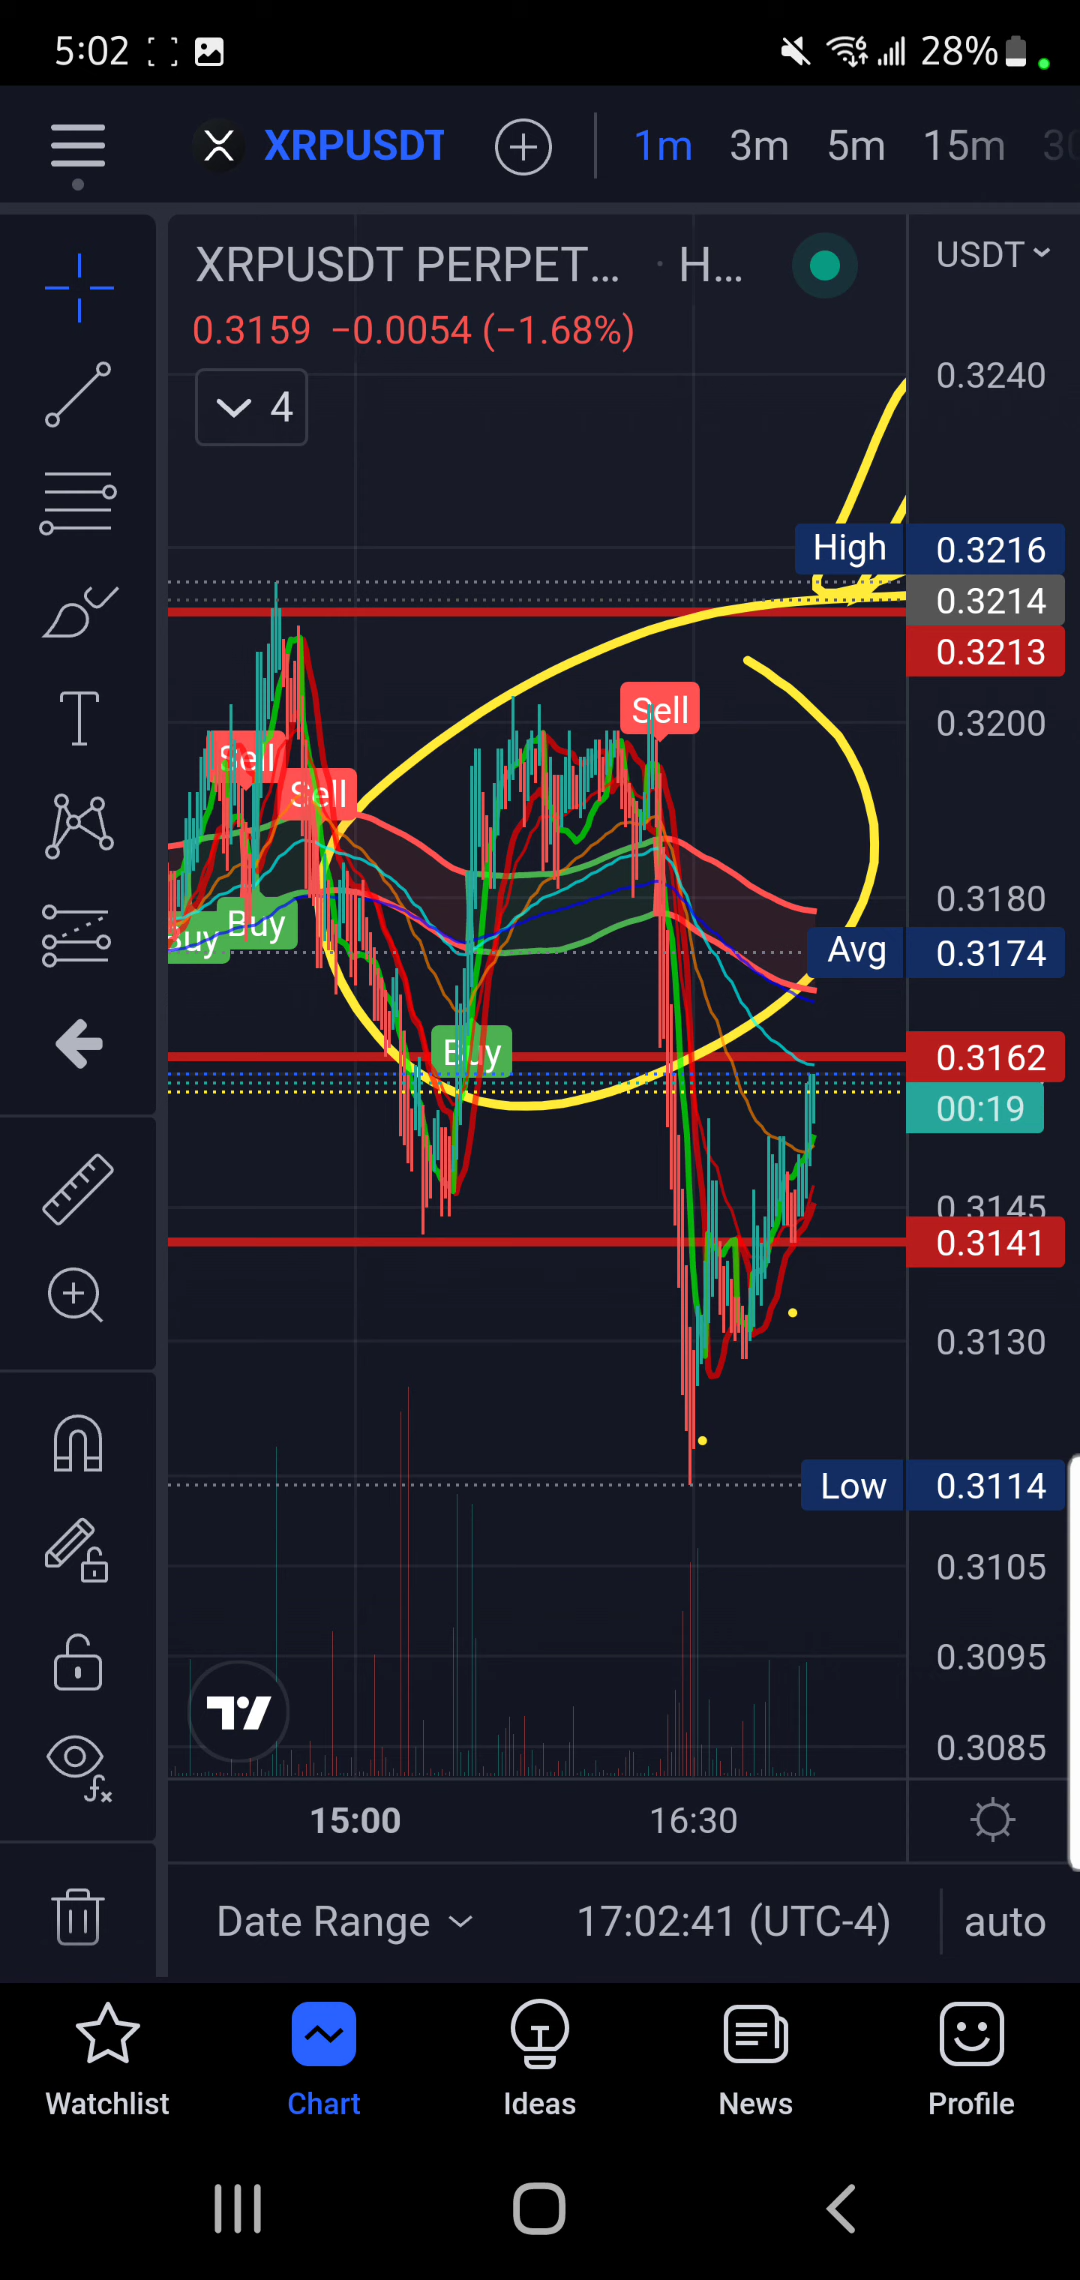 5:02 28%
XRPUSDT 1m 3m 5m 15m 30
XRPUSDT PERPET... · H... USDT
0.3159 −0.0054 (−1.68%)
4
0.3240
High 0.3216
0.3214
0.3213
Sell 0.3200
Sell
Sell
0.3180
Buy Buy
Avg 0.3174
Buy 0.3162
00:19
0.3145
0.3141
0.3130
Low 0.3114
0.3105
0.3095
0.3085
15:00 16:30
Date Range 17:02:41 (UTC-4) auto
Watchlist Chart Ideas News Profile